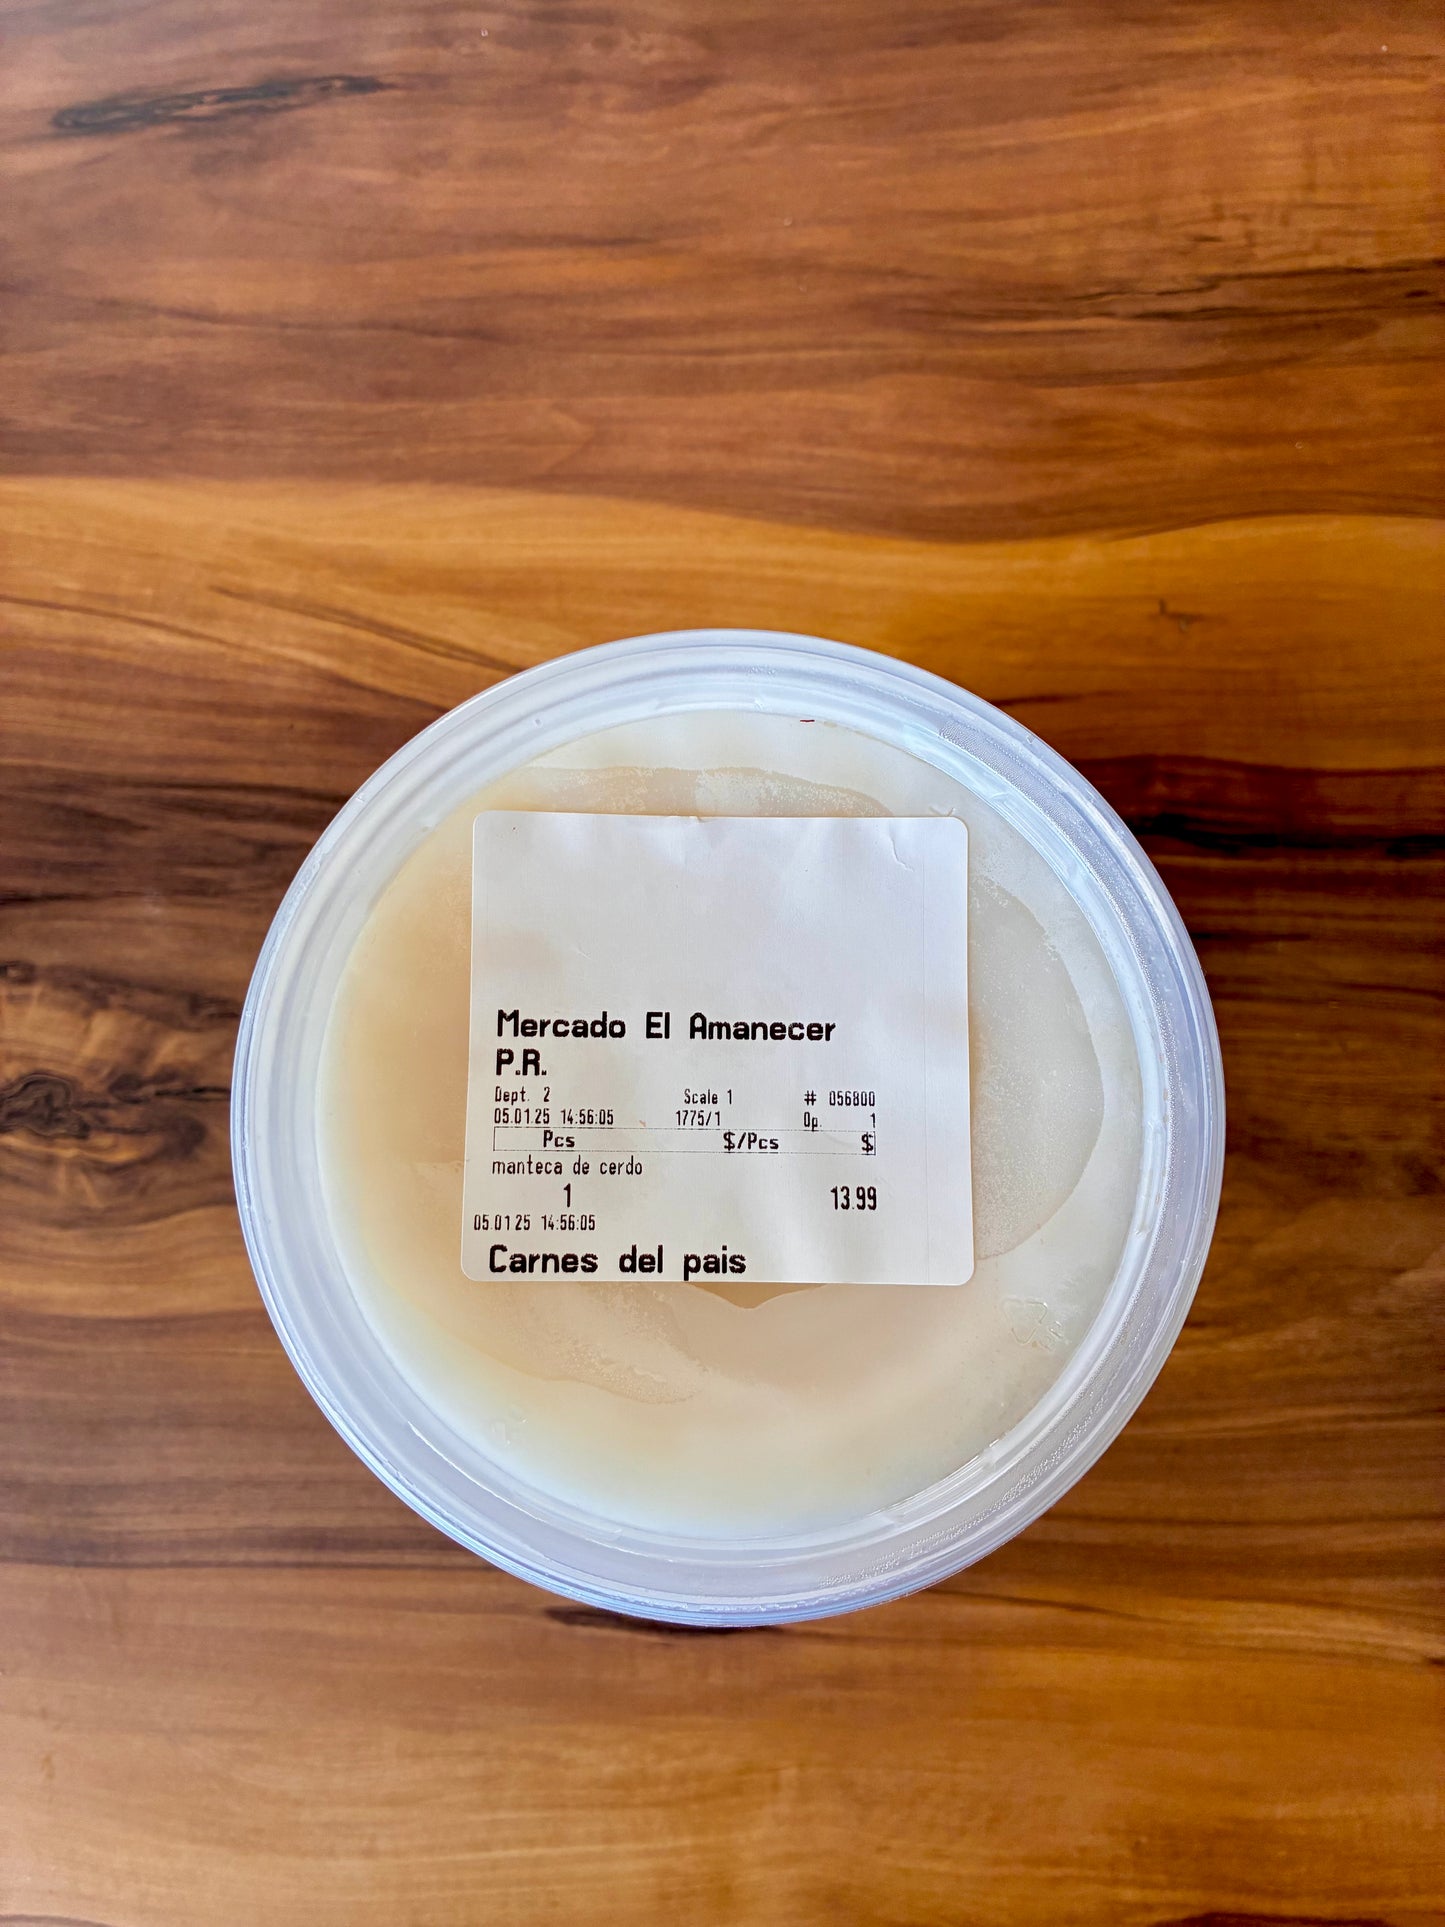 Mercado El Amanecer
P.R.
Dept. 2 Scale 1 # 056800
05.01.25 14:56:05 1775/1 Op. 1
Pcs $/Pcs $
manteca de cerdo
1 13.99
05.01.25 14:56:05
Carnes del pais